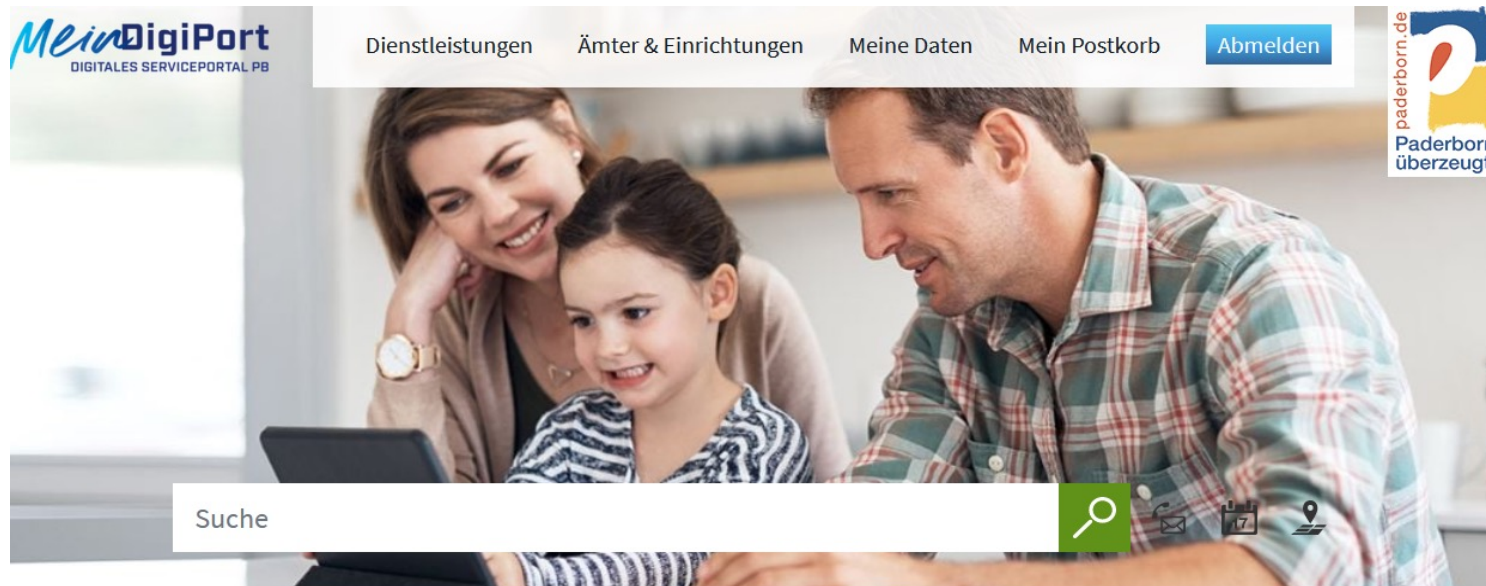 MeinDigiPort
DIGITALES SERVICEPORTAL PB
Dienstleistungen
Ämter & Einrichtungen
Meine Daten
Mein Postkorb
Abmelden
paderborn.de
Paderborn
überzeugt
Suche
17